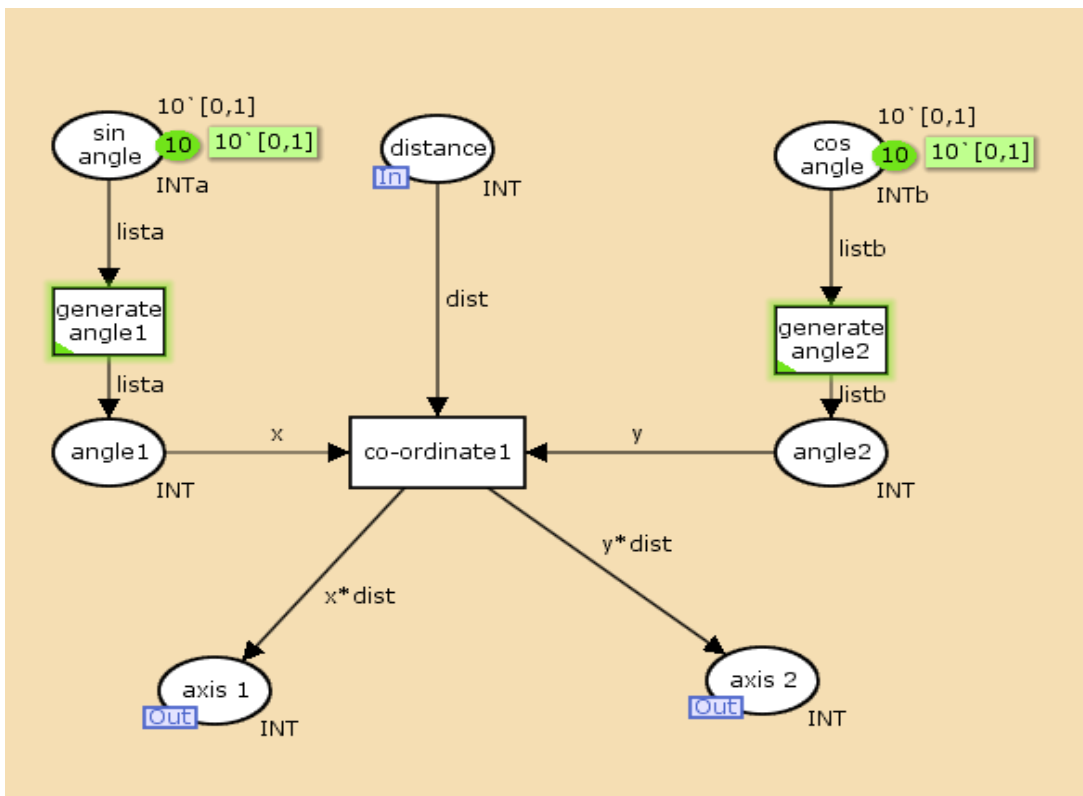 10`[0,1]
sin
angle
10
10`[0,1]
INTa
distance
In
INT
10`[0,1]
cos
angle
10
10`[0,1]
INTb
lista
dist
listb
generate
angle1
generate
angle2
lista
listb
angle1
INT
x
co-ordinate1
y
angle2
INT
x*dist
y*dist
axis 1
Out
INT
axis 2
Out
INT